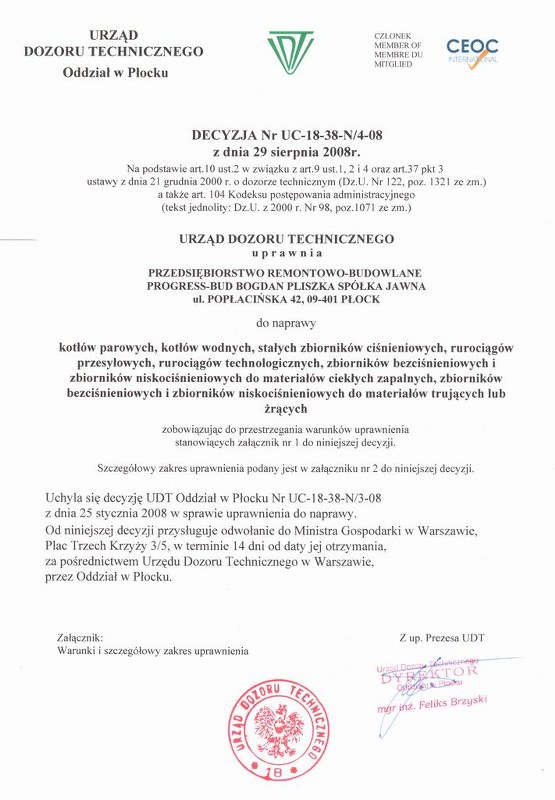 URZĄD
DOZORU TECHNICZNEGO
Oddział w Płocku
UDT
CZŁONEK
MEMBER OF
MEMBRE DU
MITGLIED
CEOC
INTERNATIONAL
DECYZJA Nr UC-18-38-N/4-08
z dnia 29 sierpnia 2008r.
Na podstawie art.10 ust.2 w związku z art.9 ust.1, 2 i 4 oraz art.37 pkt 3
ustawy z dnia 21 grudnia 2000 r. o dozorze technicznym (Dz.U. Nr 122, poz. 1321 ze zm.)
a także art. 104 Kodeksu postępowania administracyjnego
(tekst jednolity: Dz.U. z 2000 r. Nr 98, poz.1071 ze zm.)
URZĄD DOZORU TECHNICZNEGO
u p r a w n i a
PRZEDSIĘBIORSTWO REMONTOWO-BUDOWLANE
PROGRESS-BUD BOGDAN PLISZKA SPÓŁKA JAWNA
ul. POPŁACIŃSKA 42, 09-401 PŁOCK
do naprawy
kotłów parowych, kotłów wodnych, stałych zbiorników ciśnieniowych, rurociągów
przesyłowych, rurociągów technologicznych, zbiorników bezciśnieniowych i
zbiorników niskociśnieniowych do materiałów ciekłych zapalnych, zbiorników
bezciśnieniowych i zbiorników niskociśnieniowych do materiałów trujących lub
żrących
zobowiązując do przestrzegania warunków uprawnienia
stanowiących załącznik nr 1 do niniejszej decyzji.
Szczegółowy zakres uprawnienia podany jest w załączniku nr 2 do niniejszej decyzji.
Uchyla się decyzję UDT Oddział w Płocku Nr UC-18-38-N/3-08
z dnia 25 stycznia 2008 w sprawie uprawnienia do naprawy.
Od niniejszej decyzji przysługuje odwołanie do Ministra Gospodarki w Warszawie,
Plac Trzech Krzyży 3/5, w terminie 14 dni od daty jej otrzymania,
za pośrednictwem Urzędu Dozoru Technicznego w Warszawie,
przez Oddział w Płocku.
Załącznik:
Warunki i szczegółowy zakres uprawnienia
Z up. Prezesa UDT
Urząd Dozoru Technicznego
DYREKTOR
Oddziału w Płocku
mgr inż. Feliks Brzyski
URZĄD DOZORU TECHNICZNEGO
* 18 *